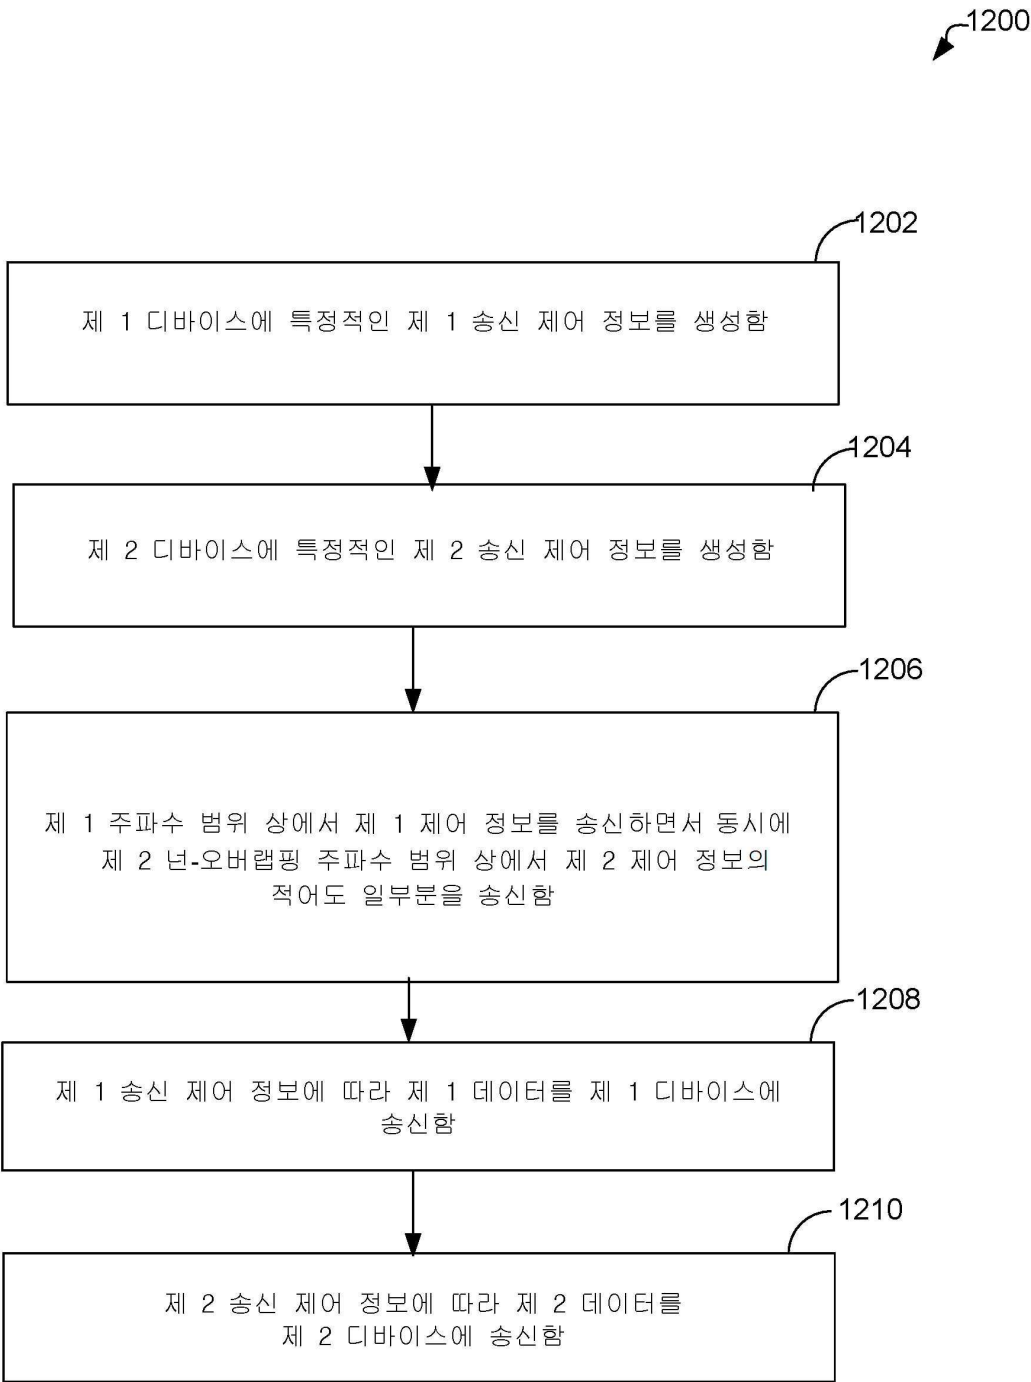 1200
1202
제 1 디바이스에 특정적인 제 1 송신 제어 정보를 생성함
1204
제 2 디바이스에 특정적인 제 2 송신 제어 정보를 생성함
1206
제 1 주파수 범위 상에서 제 1 제어 정보를 송신하면서 동시에
제 2 넌-오버랩핑 주파수 범위 상에서 제 2 제어 정보의
적어도 일부분을 송신함
1208
제 1 송신 제어 정보에 따라 제 1 데이터를 제 1 디바이스에
송신함
1210
제 2 송신 제어 정보에 따라 제 2 데이터를
제 2 디바이스에 송신함